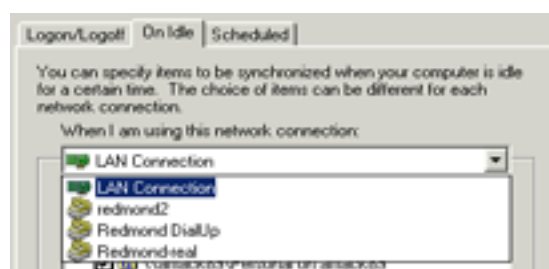 Logon/Logoff On Idle Scheduled
You can specify items to be synchronized when your computer is idle
for a certain time. The choice of items can be different for each
network connection.
When I am using this network connection:
LAN Connection
LAN Connection
redmond2
Redmond DialUp
Redmond-real